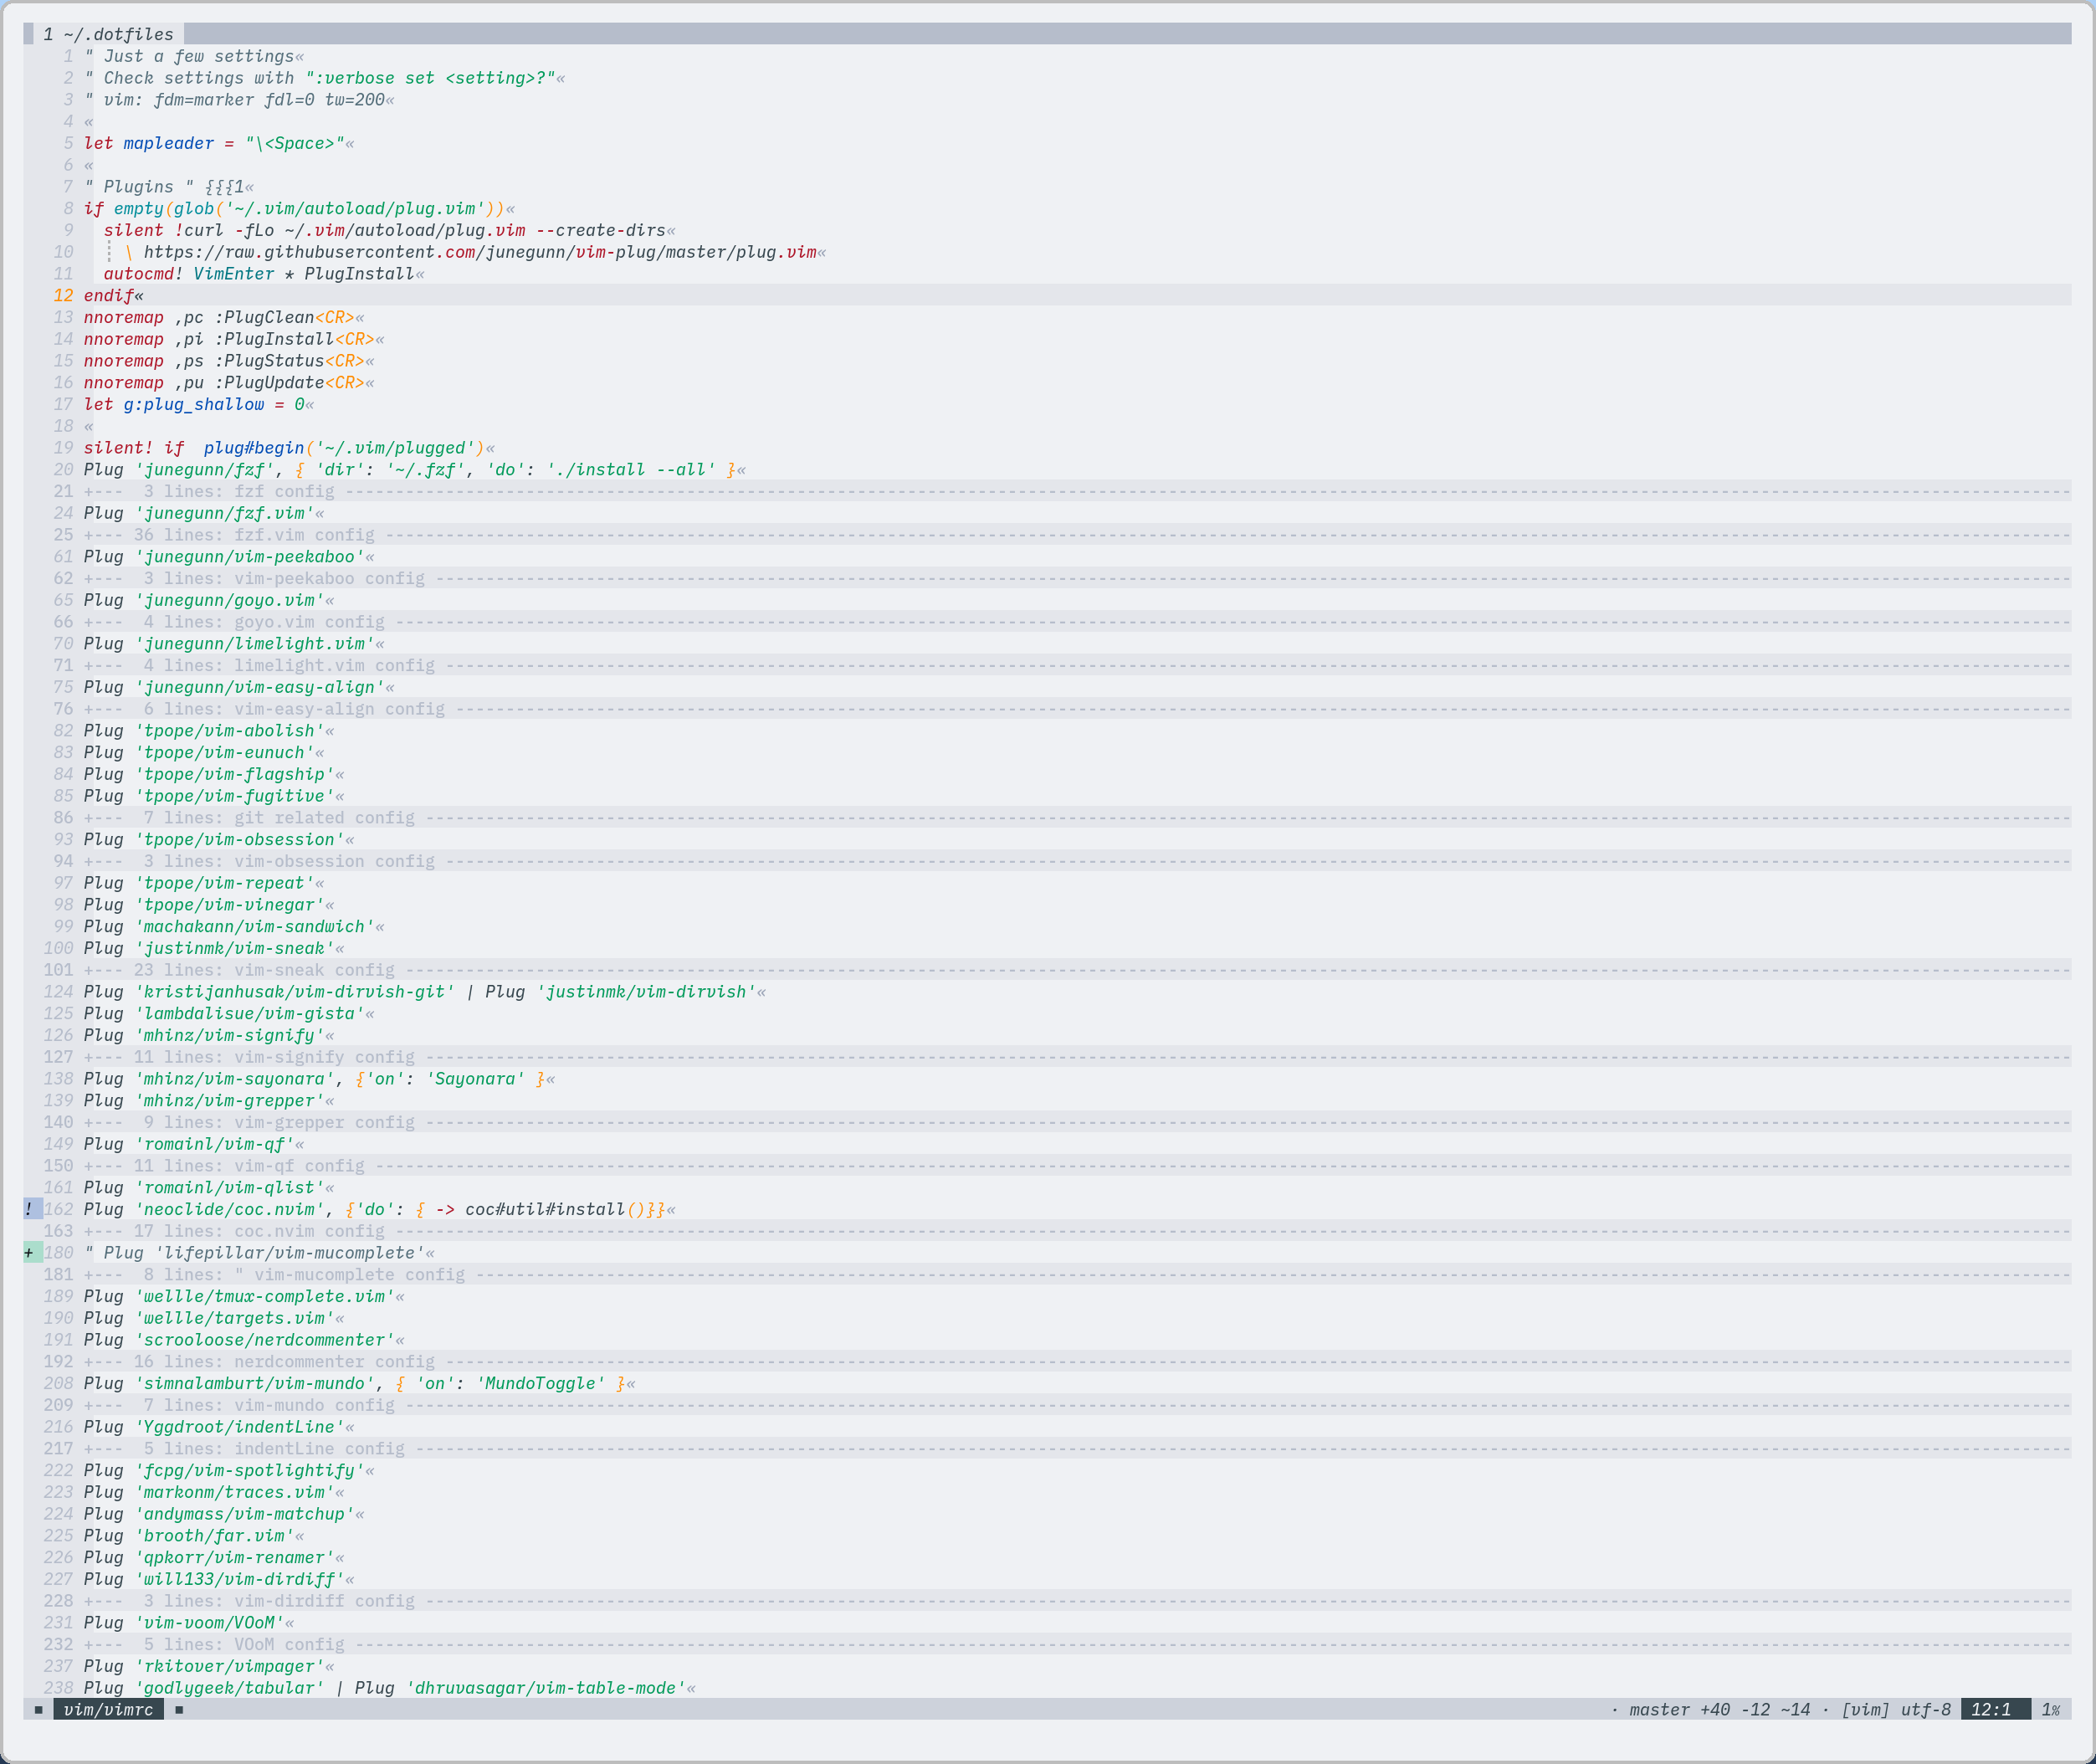 1 ~/.dotfiles
1 " Just a few settings«
2 " Check settings with ":verbose set <setting>?"«
3 " vim: fdm=marker fdl=0 tw=200«
4 «
5 let mapleader = "\<Space>"«
6 «
7 " Plugins " {{{1«
8 if empty(glob('~/.vim/autoload/plug.vim'))«
9   silent !curl -fLo ~/.vim/autoload/plug.vim --create-dirs«
10   ┊ \ https://raw.githubusercontent.com/junegunn/vim-plug/master/plug.vim«
11   autocmd! VimEnter * PlugInstall«
12 endif«
13 nnoremap ,pc :PlugClean<CR>«
14 nnoremap ,pi :PlugInstall<CR>«
15 nnoremap ,ps :PlugStatus<CR>«
16 nnoremap ,pu :PlugUpdate<CR>«
17 let g:plug_shallow = 0«
18 «
19 silent! if  plug#begin('~/.vim/plugged')«
20 Plug 'junegunn/fzf', { 'dir': '~/.fzf', 'do': './install --all' }«
21 +---  3 lines: fzf config ---
24 Plug 'junegunn/fzf.vim'«
25 +--- 36 lines: fzf.vim config ---
61 Plug 'junegunn/vim-peekaboo'«
62 +---  3 lines: vim-peekaboo config ---
65 Plug 'junegunn/goyo.vim'«
66 +---  4 lines: goyo.vim config ---
70 Plug 'junegunn/limelight.vim'«
71 +---  4 lines: limelight.vim config ---
75 Plug 'junegunn/vim-easy-align'«
76 +---  6 lines: vim-easy-align config ---
82 Plug 'tpope/vim-abolish'«
83 Plug 'tpope/vim-eunuch'«
84 Plug 'tpope/vim-flagship'«
85 Plug 'tpope/vim-fugitive'«
86 +---  7 lines: git related config ---
93 Plug 'tpope/vim-obsession'«
94 +---  3 lines: vim-obsession config ---
97 Plug 'tpope/vim-repeat'«
98 Plug 'tpope/vim-vinegar'«
99 Plug 'machakann/vim-sandwich'«
100 Plug 'justinmk/vim-sneak'«
101 +--- 23 lines: vim-sneak config ---
124 Plug 'kristijanhusak/vim-dirvish-git' | Plug 'justinmk/vim-dirvish'«
125 Plug 'lambdalisue/vim-gista'«
126 Plug 'mhinz/vim-signify'«
127 +--- 11 lines: vim-signify config ---
138 Plug 'mhinz/vim-sayonara', {'on': 'Sayonara' }«
139 Plug 'mhinz/vim-grepper'«
140 +---  9 lines: vim-grepper config ---
149 Plug 'romainl/vim-qf'«
150 +--- 11 lines: vim-qf config ---
161 Plug 'romainl/vim-qlist'«
! 162 Plug 'neoclide/coc.nvim', {'do': { -> coc#util#install()}}«
163 +--- 17 lines: coc.nvim config ---
+ 180 " Plug 'lifepillar/vim-mucomplete'«
181 +---  8 lines: " vim-mucomplete config ---
189 Plug 'wellle/tmux-complete.vim'«
190 Plug 'wellle/targets.vim'«
191 Plug 'scrooloose/nerdcommenter'«
192 +--- 16 lines: nerdcommenter config ---
208 Plug 'simnalamburt/vim-mundo', { 'on': 'MundoToggle' }«
209 +---  7 lines: vim-mundo config ---
216 Plug 'Yggdroot/indentLine'«
217 +---  5 lines: indentLine config ---
222 Plug 'fcpg/vim-spotlightify'«
223 Plug 'markonm/traces.vim'«
224 Plug 'andymass/vim-matchup'«
225 Plug 'brooth/far.vim'«
226 Plug 'qpkorr/vim-renamer'«
227 Plug 'will133/vim-dirdiff'«
228 +---  3 lines: vim-dirdiff config ---
231 Plug 'vim-voom/VOoM'«
232 +---  5 lines: VOoM config ---
237 Plug 'rkitover/vimpager'«
238 Plug 'godlygeek/tabular' | Plug 'dhruvasagar/vim-table-mode'«
▪ vim/vimrc ▪ · master +40 -12 ~14 · [vim] utf-8 12:1 1%